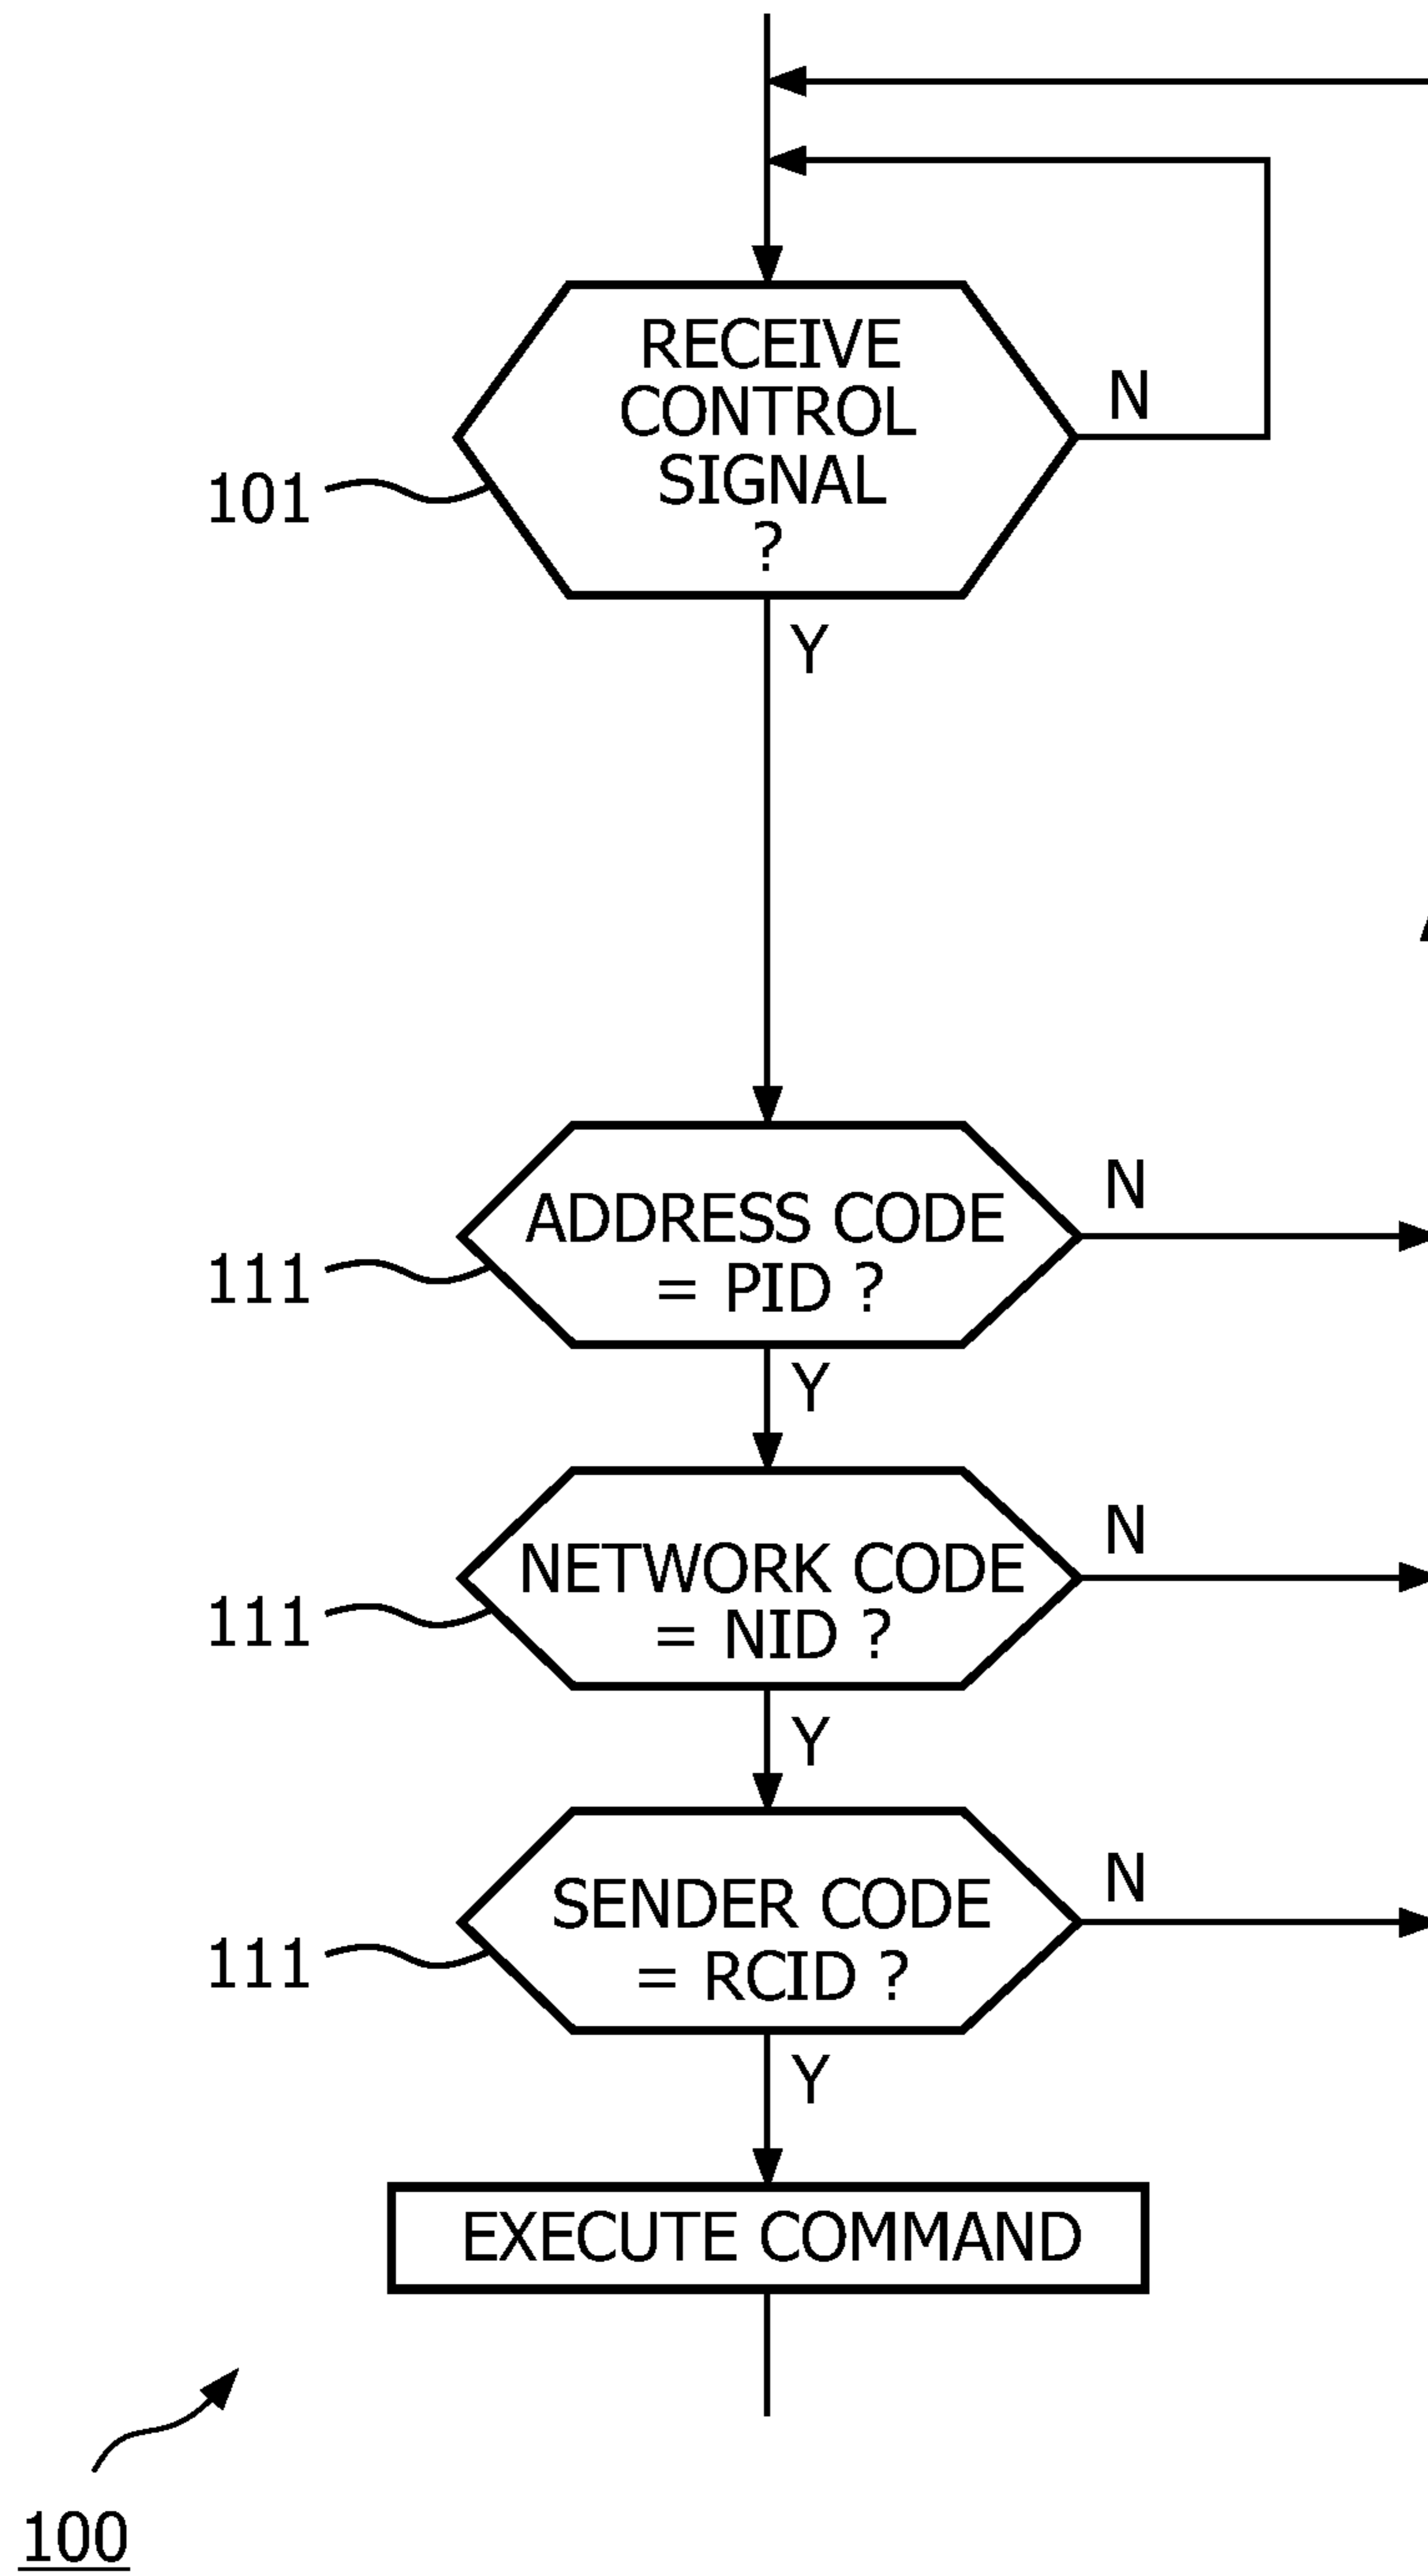 RECEIVE
CONTROL
SIGNAL
?
N
101
Y
N
ADDRESS CODE
= PID ?
111
Y
N
NETWORK CODE
= NID ?
111
Y
N
SENDER CODE
= RCID ?
111
Y
EXECUTE COMMAND
100